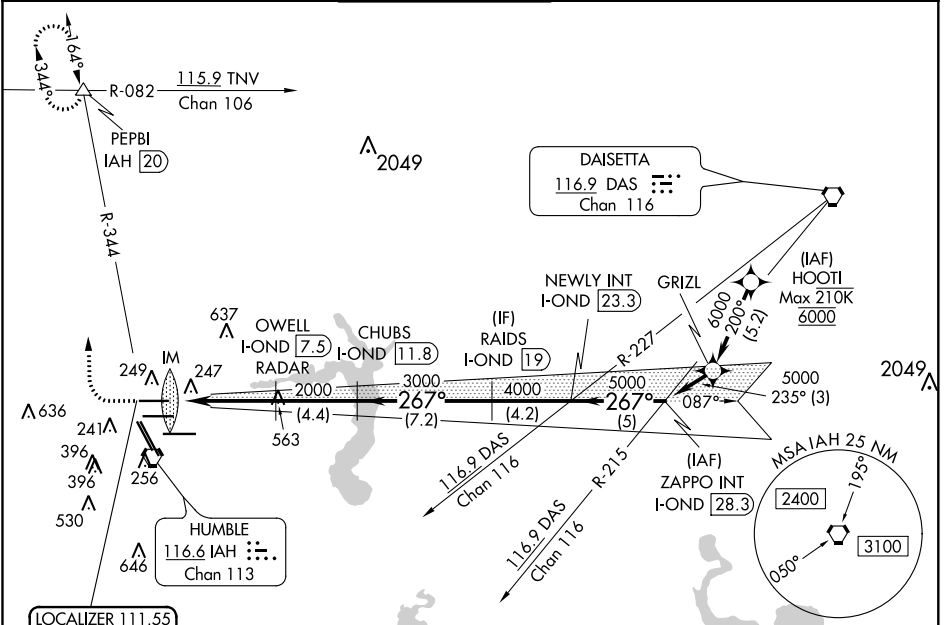 164°
344°
R-082
115.9 TNV
Chan 106
PEPBI
IAH 20
R-344
2049
DAISETTA
116.9 DAS
Chan 116
(IAF)
HOOTI
Max 210K
6000
6000
200°
(5.2)
GRIZL
NEWLY INT
I-OND 23.3
(IF)
RAIDS
I-OND 19
CHUBS
I-OND 11.8
OWELL
I-OND 7.5
RADAR
637
IM
249
247
R-227
2049
5000
235° (3)
2000
3000
4000
5000
267°
267°
087°
(4.4)
(7.2)
(4.2)
(5)
563
636
241
396
396
256
530
646
116.9 DAS
Chan 116
R-215
116.9 DAS
Chan 116
(IAF)
ZAPPO INT
I-OND 28.3
MSA IAH 25 NM
195°
2400
3100
050°
HUMBLE
116.6 IAH
Chan 113
LOCALIZER 111.55